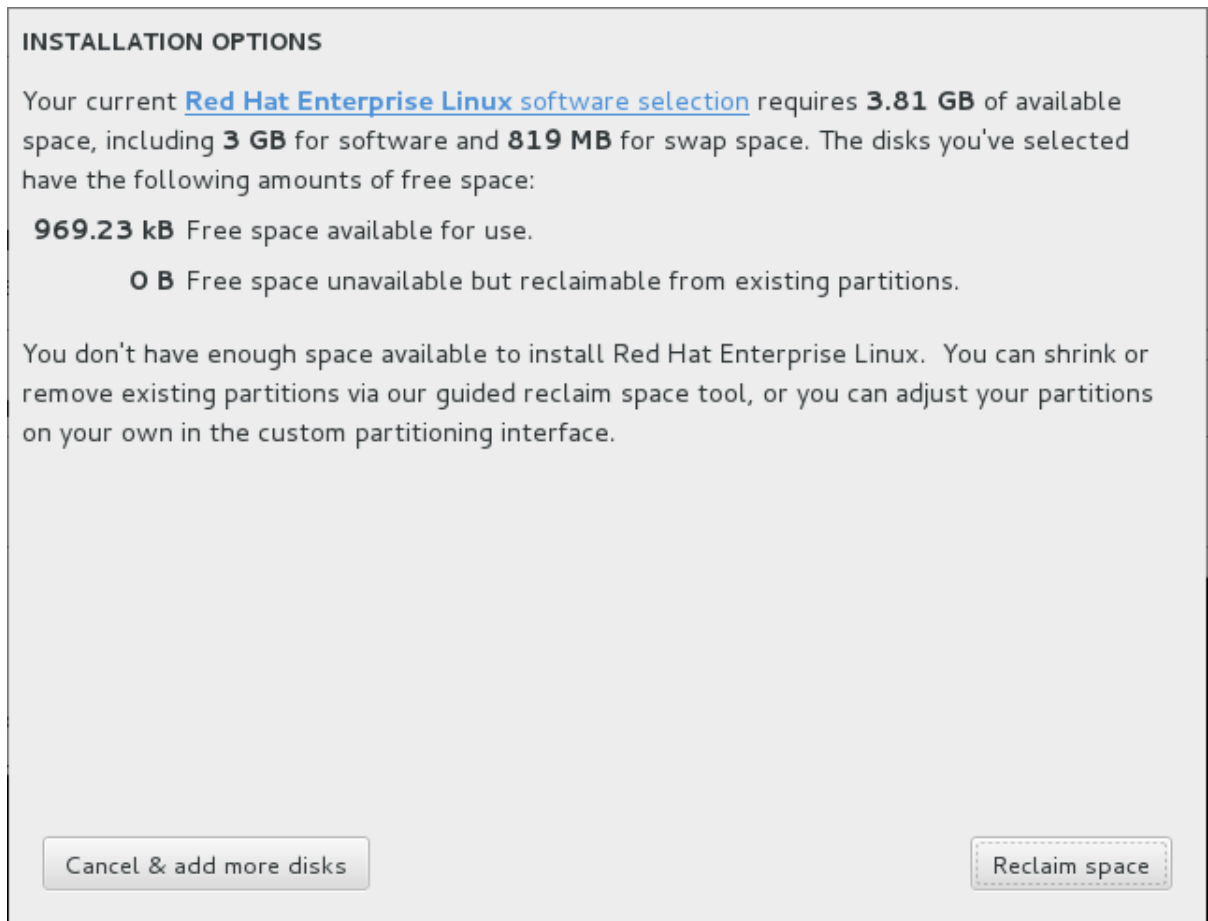 INSTALLATION OPTIONS
Your current Red Hat Enterprise Linux software selection requires 3.81 GB of available
space, including 3 GB for software and 819 MB for swap space. The disks you've selected
have the following amounts of free space:
969.23 kB Free space available for use.
0 B Free space unavailable but reclaimable from existing partitions.
You don't have enough space available to install Red Hat Enterprise Linux.  You can shrink or
remove existing partitions via our guided reclaim space tool, or you can adjust your partitions
on your own in the custom partitioning interface.
Cancel & add more disks
Reclaim space